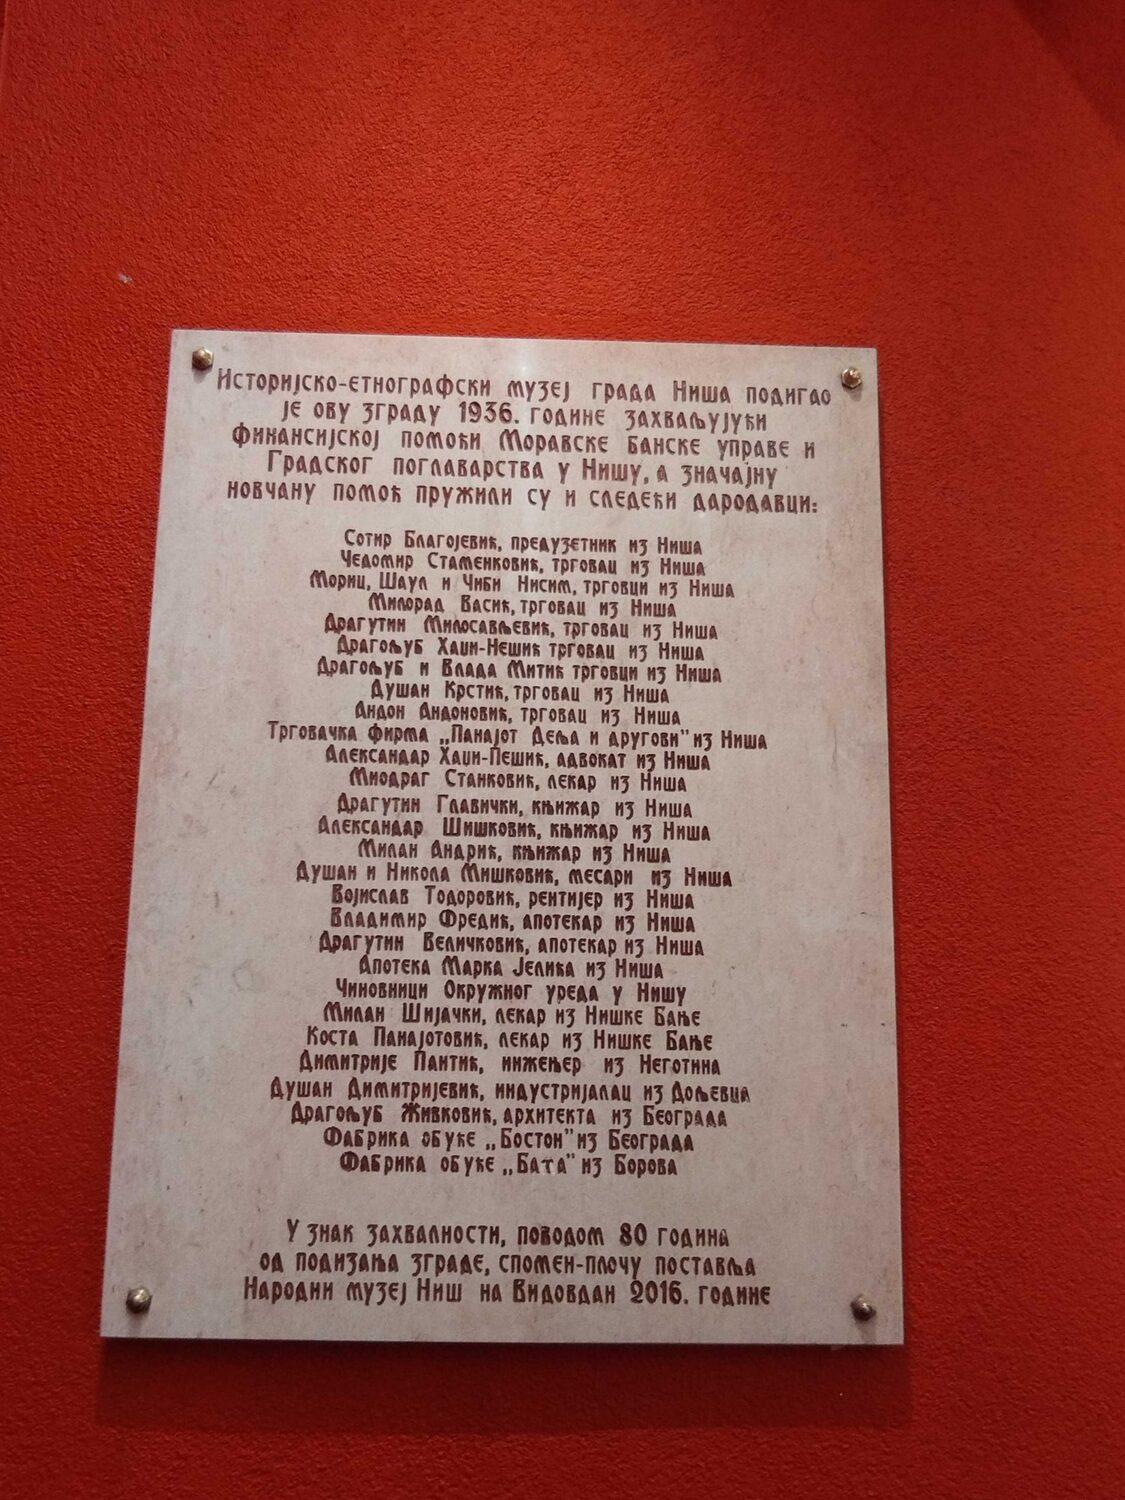 Историјско-етнографски музеј града Ниша подигао
је ову зграду 1936. године захваљујући
финансијској помоћи Моравске банске управе и
Градског поглаварства у Нишу, а значајну
новчану помоћ пружили су и следећи дародавци:
Сотир Благојевић, предузетник из Ниша
Чедомир Стаменковић, трговац из Ниша
Мориц, Шаул и Чиби Нисим, трговци из Ниша
Милорад Васић, трговац из Ниша
Драгутин Милосављевић, трговац из Ниша
Драгољуб Хаџи-Нешић трговац из Ниша
Драгољуб и Влада Митић трговци из Ниша
Душан Крстић, трговац из Ниша
Андон Андоновић, трговац из Ниша
Трговачка фирма „Панајот Деља и другови" из Ниша
Александар Хаџи-Пешић, адвокат из Ниша
Миодраг Станковић, лекар из Ниша
Драгутин Главички, књижар из Ниша
Александар Шишковић, књижар из Ниша
Милан Андрић, књижар из Ниша
Душан и Никола Мишковић, месари из Ниша
Војислав Тодоровић, рентијер из Ниша
Владимир Фредић, апотекар из Ниша
Драгутин Величковић, апотекар из Ниша
Апотека Марка Јелића из Ниша
Чиновници Окружног уреда у Нишу
Милан Шијачки, лекар из Нишке Бање
Коста Панајотовић, лекар из Нишке Бање
Димитрије Пантић, инжењер из Неготина
Душан Димитријевић, индустријалац из Дољевца
Драгољуб Живковић, архитекта из Београда
Фабрика обуће „Бостон" из Београда
Фабрика обуће „Бата" из Борова
У знак захвалности, поводом 80 година
од подизања зграде, спомен-плочу поставља
Народни музеј Ниш на Видовдан 2016. године